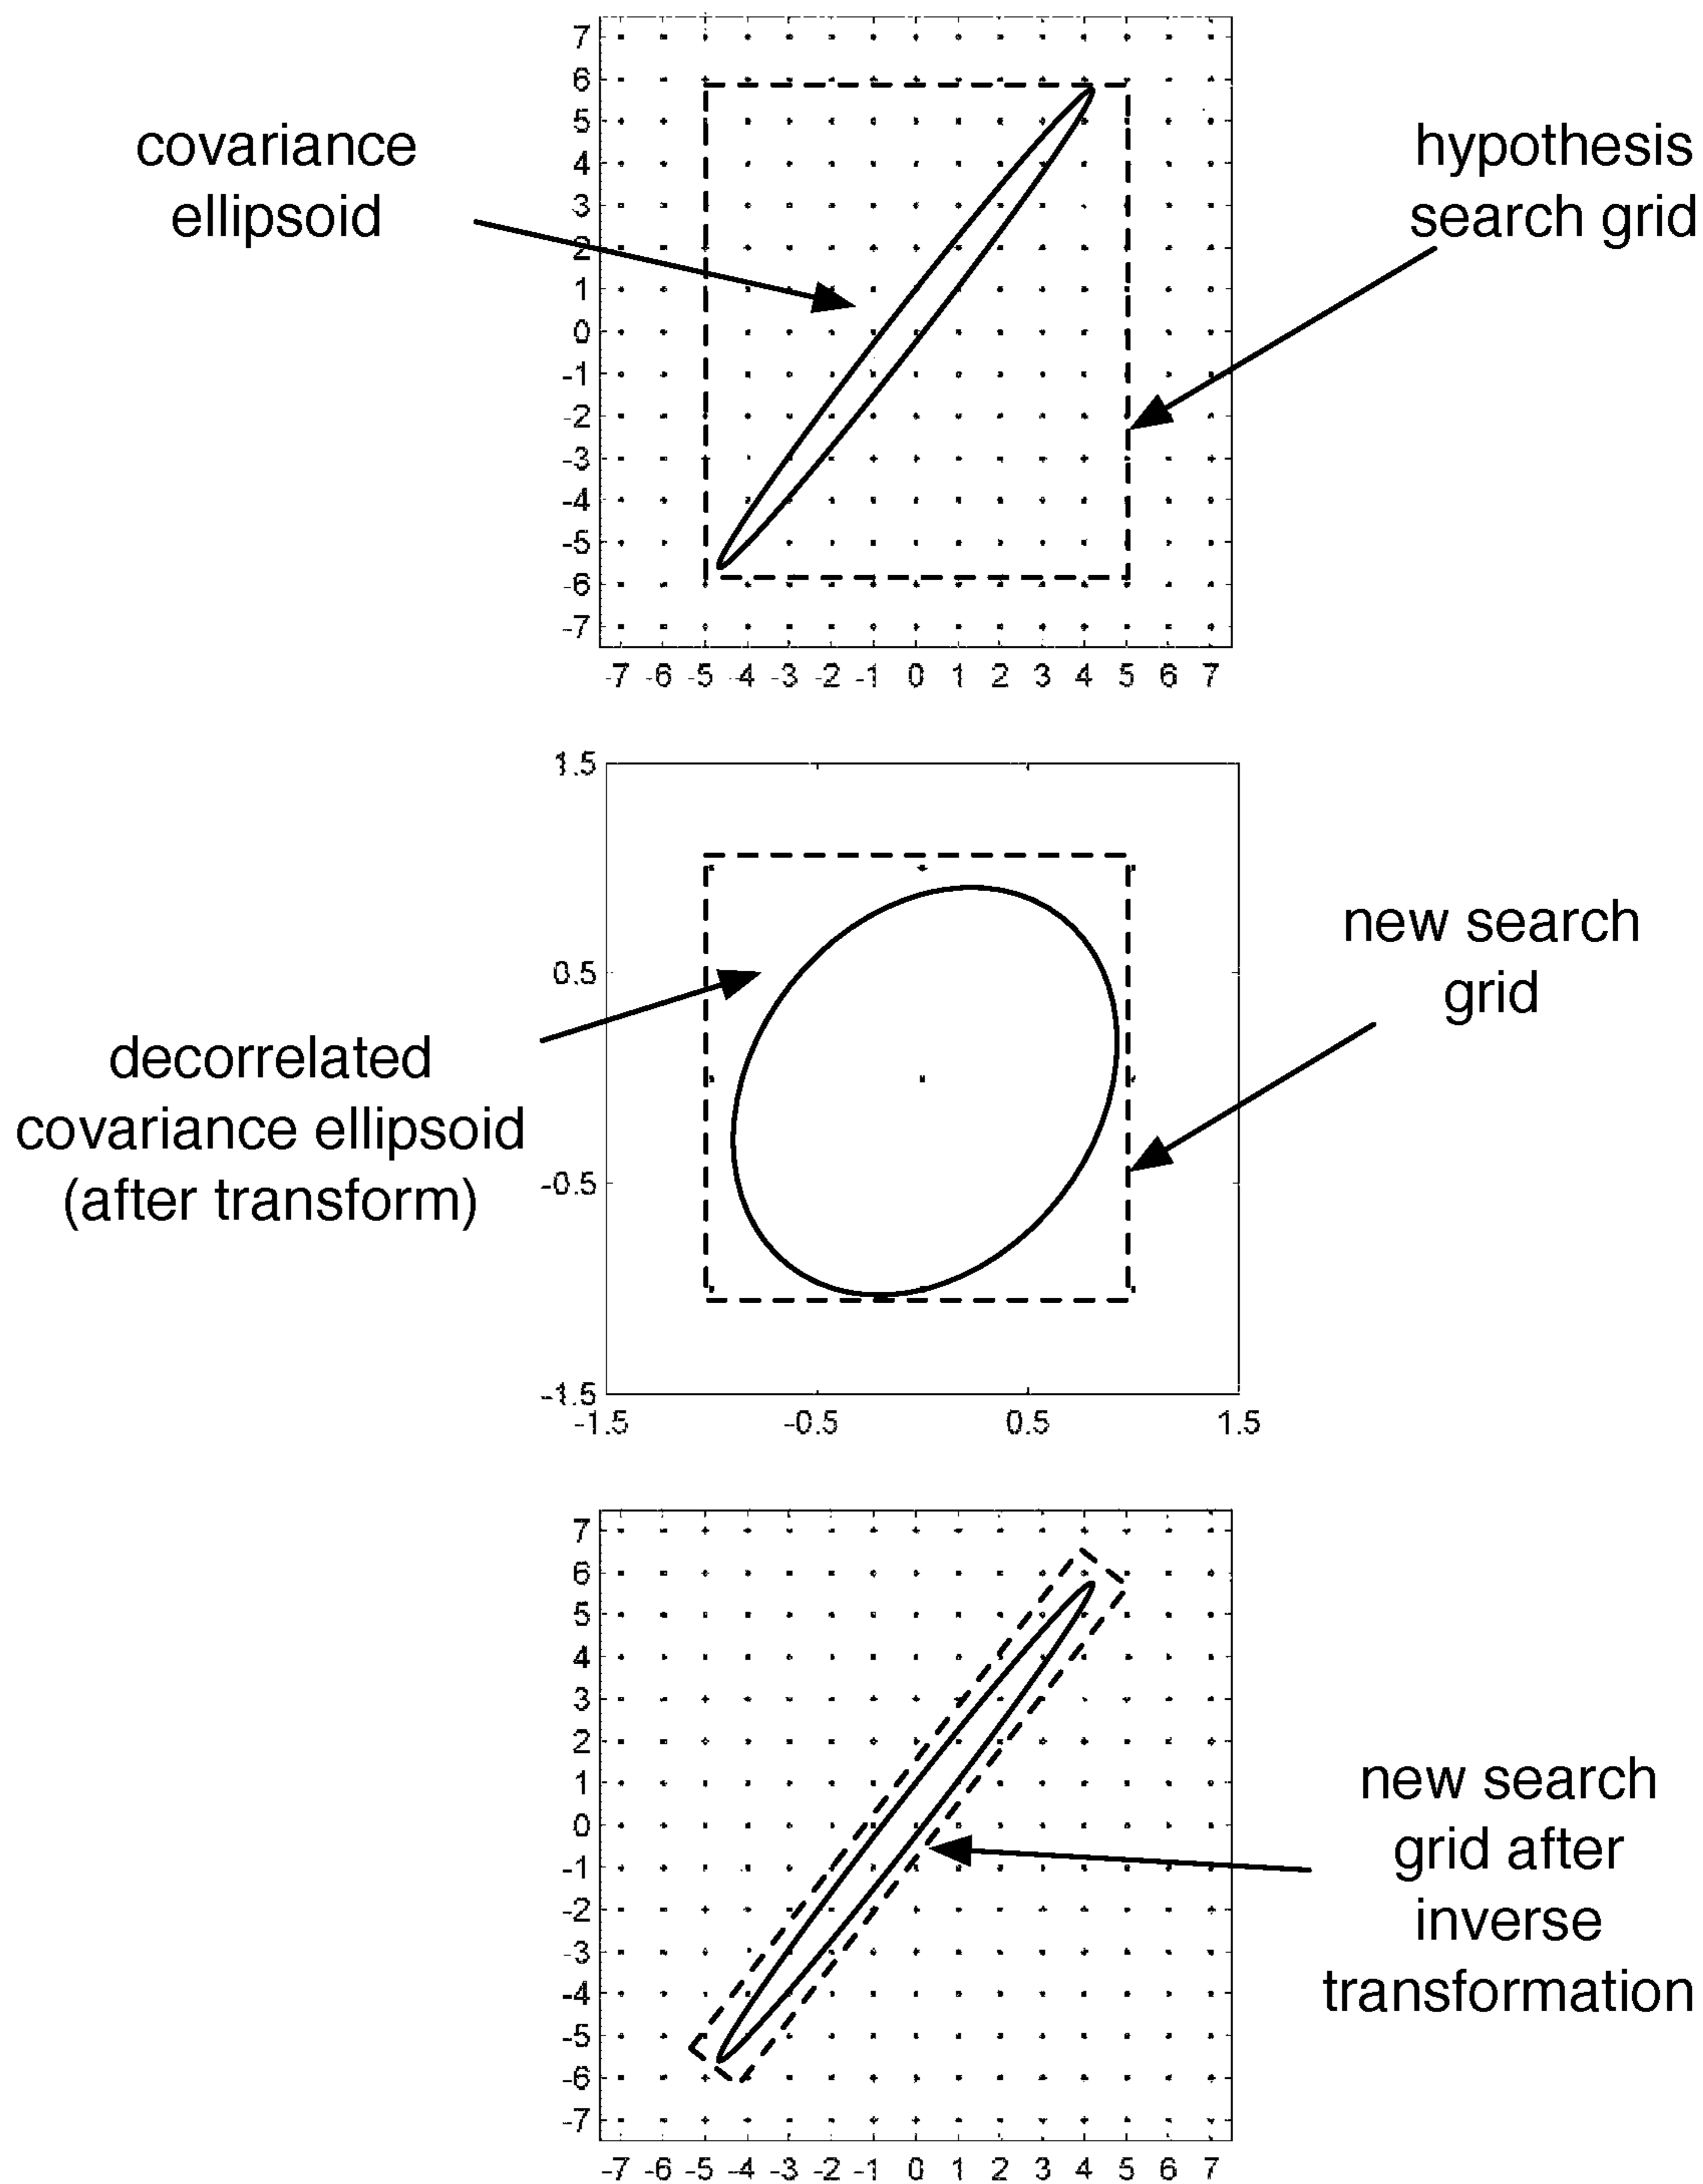 covariance
ellipsoid
hypothesis
search grid
7
6
5
4
3
2
1
0
-1
-2
-3
-4
-5
-6
-7
-7 -6 -5 -4 -3 -2 -1 0 1 2 3 4 5 6 7
1.5
0.5
-0.5
-1.5
-1.5 -0.5 0.5 1.5
new search
grid
decorrelated
covariance ellipsoid
(after transform)
7
6
5
4
3
2
1
0
-1
-2
-3
-4
-5
-6
-7
-7 -6 -5 -4 -3 -2 -1 0 1 2 3 4 5 6 7
new search
grid after
inverse
transformation